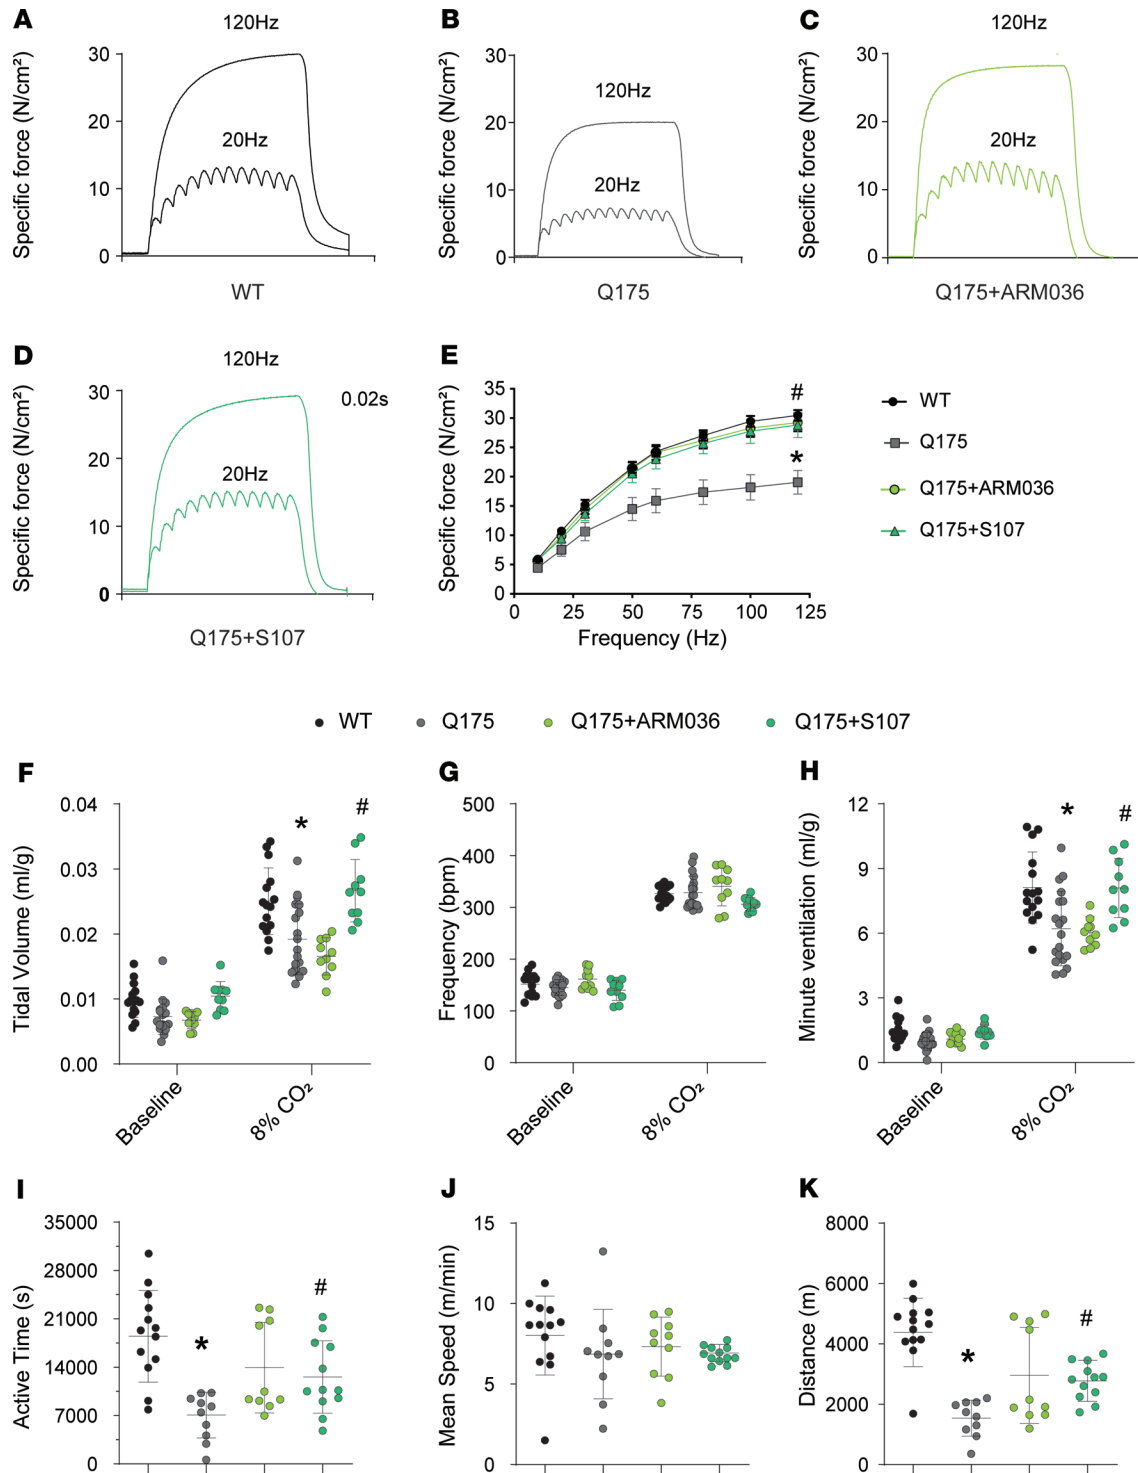 A
120Hz
Specific force (N/cm²)
30
20
10
0
20Hz
WT
B
120Hz
Specific force (N/cm²)
30
20
10
0
20Hz
Q175
C
120Hz
Specific force (N/cm²)
30
20
10
0
20Hz
Q175+ARM036
D
120Hz
Specific force (N/cm²)
30
20
10
0
20Hz
0.02s
Q175+S107
E
Specific force (N/cm²)
35
30
25
20
15
10
5
0
#
*
0
25
50
75
100
125
Frequency (Hz)
WT
Q175
Q175+ARM036
Q175+S107
WT
Q175
Q175+ARM036
Q175+S107
F
Tidal Volume (ml/g)
0.04
0.03
0.02
0.01
0.00
*
#
Baseline
8% CO₂
G
Frequency (bpm)
500
400
300
200
100
0
Baseline
8% CO₂
H
Minute ventilation (ml/g)
12
9
6
3
0
*
#
Baseline
8% CO₂
I
Active Time (s)
35000
28000
21000
14000
7000
0
*
#
J
Mean Speed (m/min)
15
10
5
0
K
Distance (m)
8000
6000
4000
2000
0
*
#